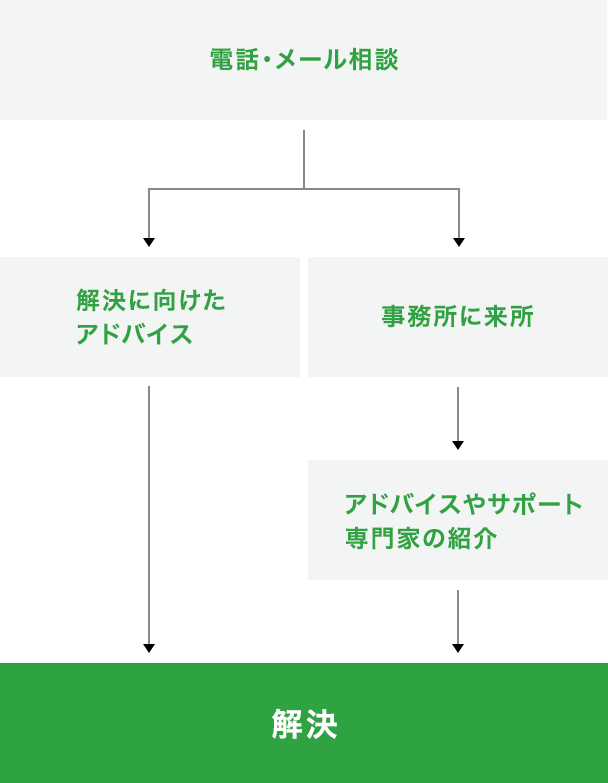 電話・メール相談
解決に向けた
アドバイス
事務所に来所
アドバイスやサポート
専門家の紹介
解決